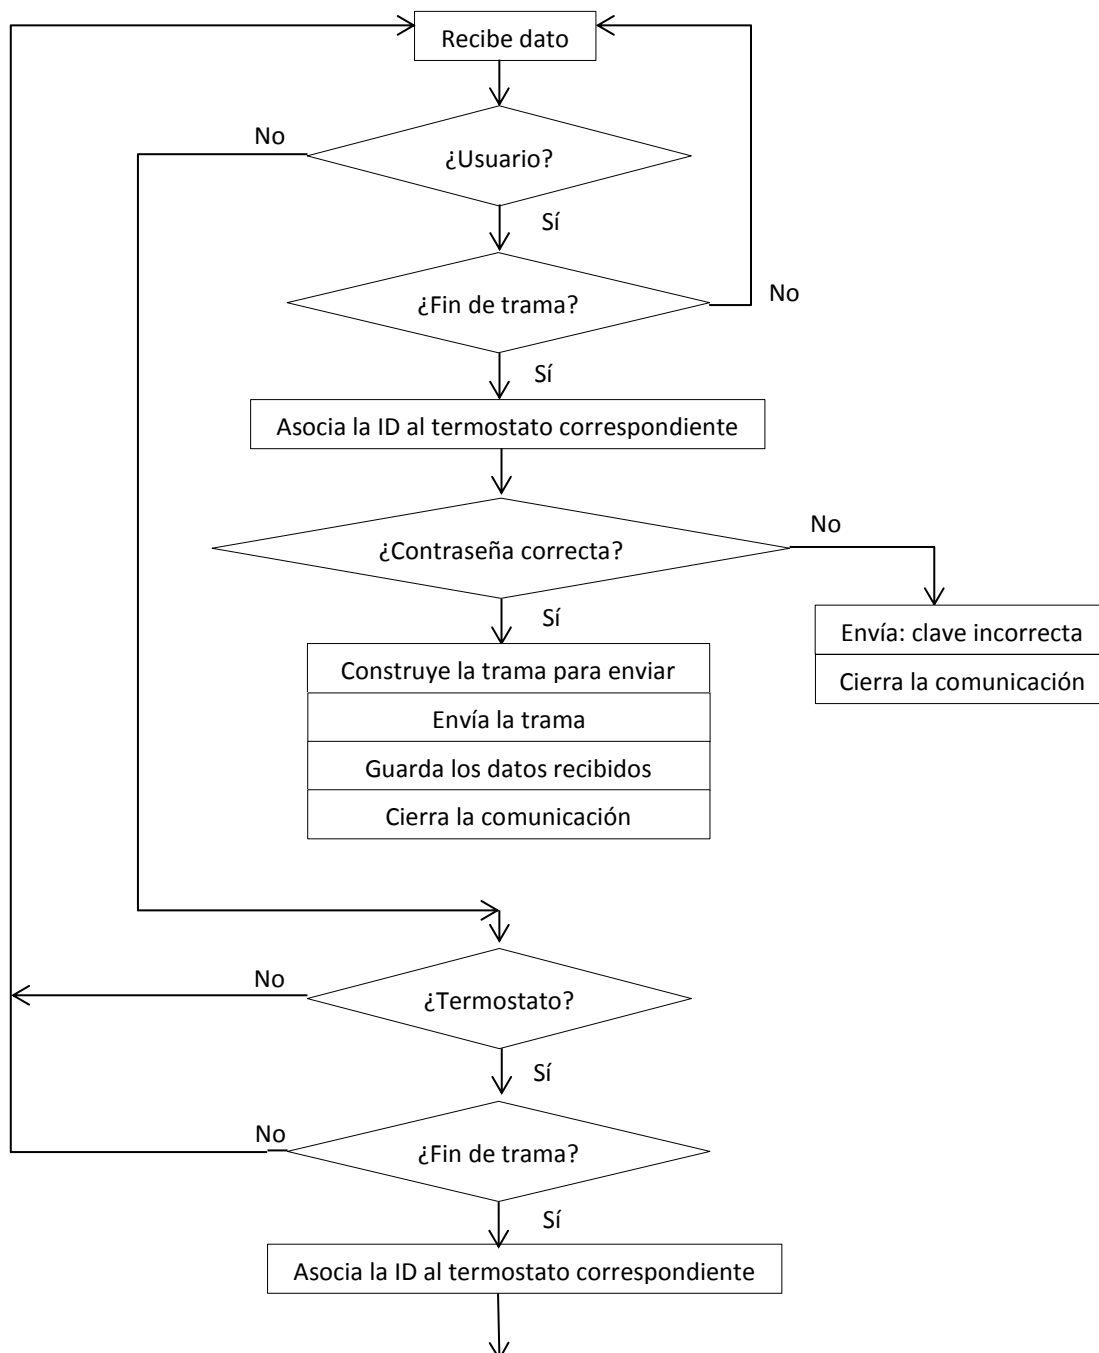 Recibe dato
No
¿Usuario?
Sí
¿Fin de trama?
No
Sí
Asocia la ID al termostato correspondiente
No
¿Contraseña correcta?
Sí
Envía: clave incorrecta
Cierra la comunicación
Construye la trama para enviar
Envía la trama
Guarda los datos recibidos
Cierra la comunicación
No
¿Termostato?
Sí
No
¿Fin de trama?
Sí
Asocia la ID al termostato correspondiente